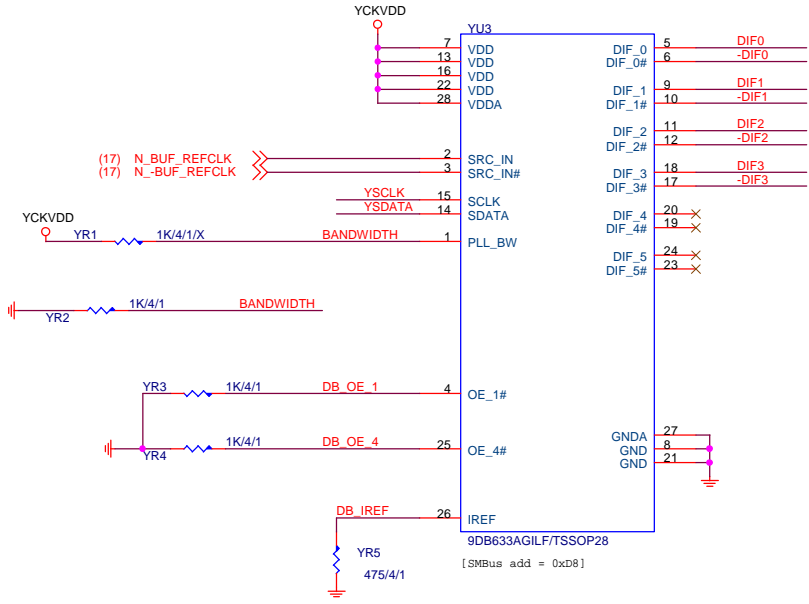 YCKVDD
YU3
7 VDD DIF_0 5 DIF0
13 VDD DIF_0# 6 -DIF0
16 VDD
22 VDD DIF_1 9 DIF1
28 VDDA DIF_1# 10 -DIF1
DIF_2 11 DIF2
DIF_2# 12 -DIF2
(17) N_BUF_REFCLK 2 SRC_IN
(17) N_-BUF_REFCLK 3 SRC_IN#
DIF_3 18 DIF3
DIF_3# 17 -DIF3
YSCLK 15 SCLK
YSDATA 14 SDATA
DIF_4 20
DIF_4# 19
YCKVDD
YR1 1K/4/1/X BANDWIDTH 1 PLL_BW
DIF_5 24
DIF_5# 23
YR2 1K/4/1 BANDWIDTH
YR3 1K/4/1 DB_OE_1 4 OE_1#
YR4 1K/4/1 DB_OE_4 25 OE_4#
GNDA 27
GND 8
GND 21
DB_IREF 26 IREF
9DB633AGILF/TSSOP28
YR5
475/4/1
[SMBus add = 0xD8]